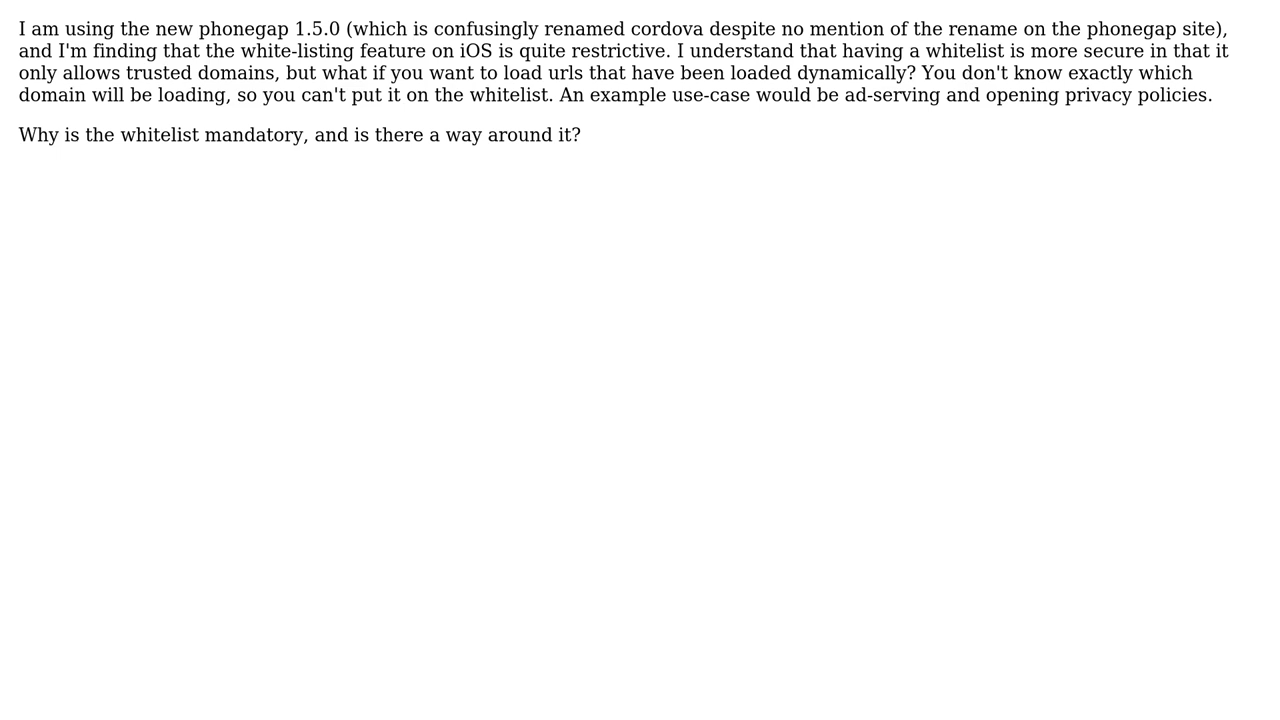 I am using the new phonegap 1.5.0 (which is confusingly renamed cordova despite no mention of the rename on the phonegap site),
and I'm finding that the white-listing feature on iOS is quite restrictive. I understand that having a whitelist is more secure in that it
only allows trusted domains, but what if you want to load urls that have been loaded dynamically? You don't know exactly which
domain will be loading, so you can't put it on the whitelist. An example use-case would be ad-serving and opening privacy policies.
Why is the whitelist mandatory, and is there a way around it?